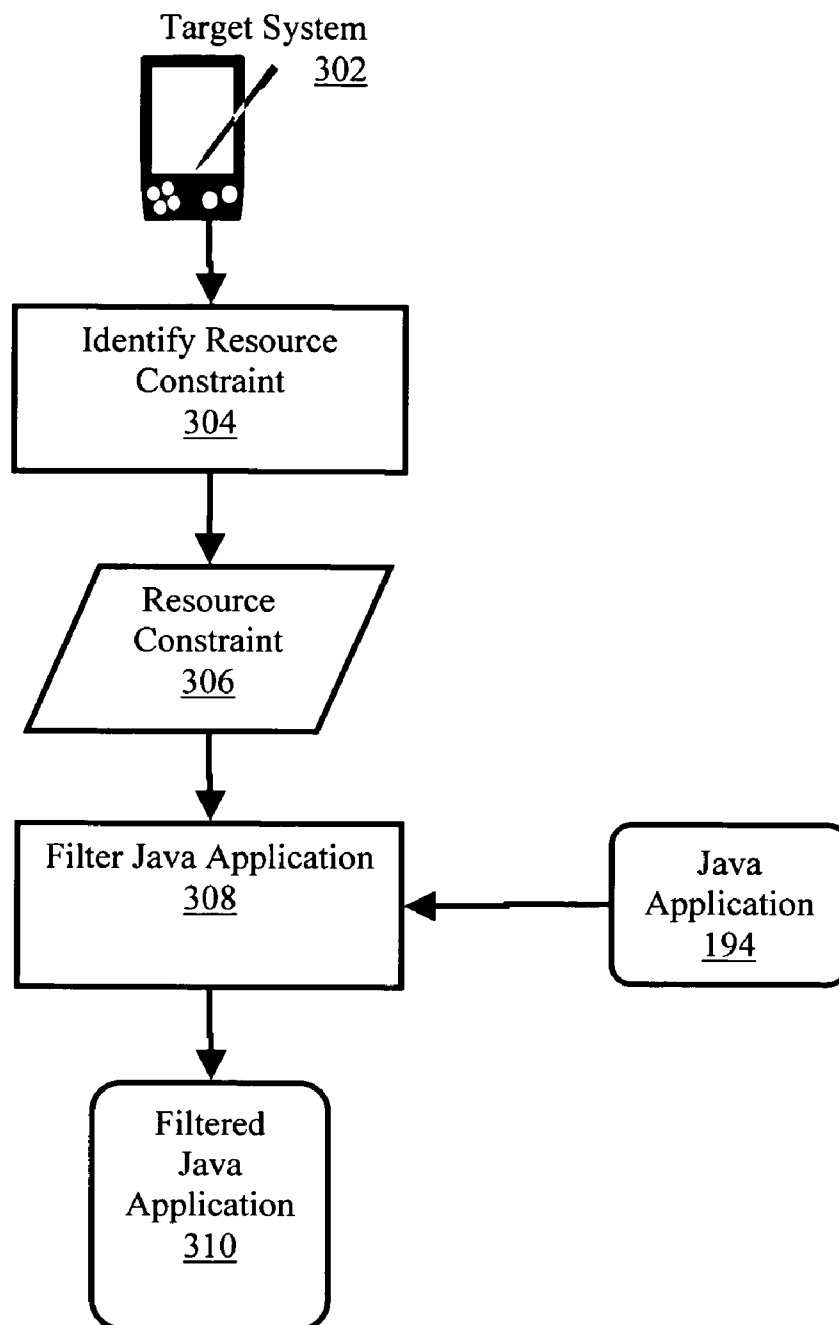 Target System
302
Identify Resource
Constraint
304
Resource
Constraint
306
Filter Java Application
308
Java
Application
194
Filtered
Java
Application
310